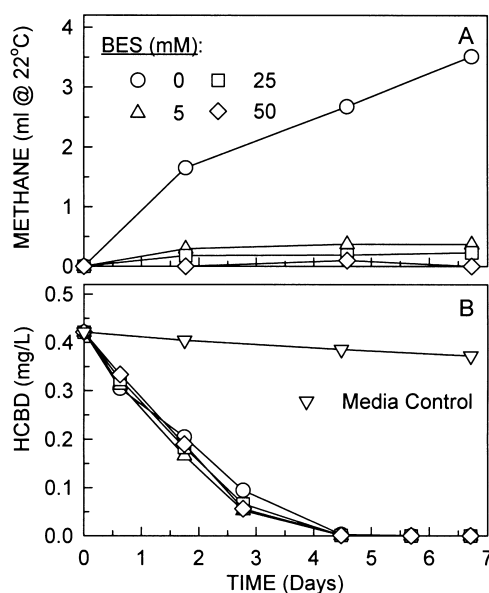 METHANE (ml @ 22°C)
4
3
2
1
0
BES (mM):
0
25
5
50
A
HCBD (mg/L)
0.5
0.4
0.3
0.2
0.1
0.0
B
Media Control
0 1 2 3 4 5 6 7
TIME (Days)